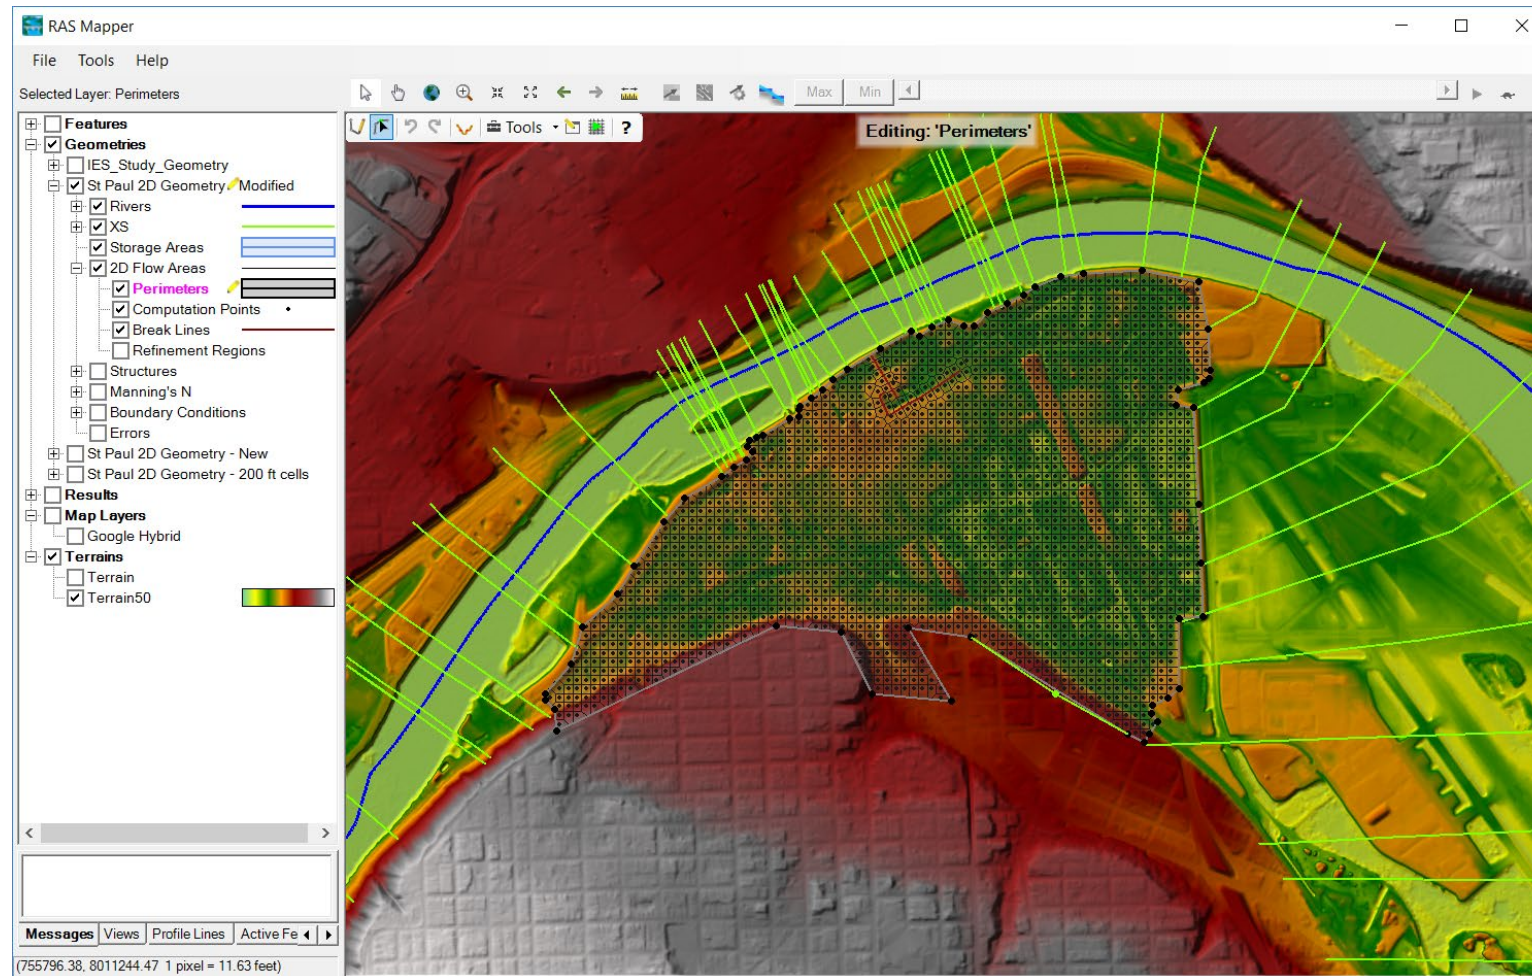 RAS Mapper
File Tools Help
Selected Layer: Perimeters
Max Min
Features
Geometries
IES_Study_Geometry
St Paul 2D Geometry Modified
Rivers
XS
Storage Areas
2D Flow Areas
Perimeters
Computation Points
Break Lines
Refinement Regions
Structures
Manning's N
Boundary Conditions
Errors
St Paul 2D Geometry - New
St Paul 2D Geometry - 200 ft cells
Results
Map Layers
Google Hybrid
Terrains
Terrain
Terrain50
Tools ?
Editing: 'Perimeters'
Messages Views Profile Lines Active Fe
(755796.38, 8011244.47 1 pixel = 11.63 feet)